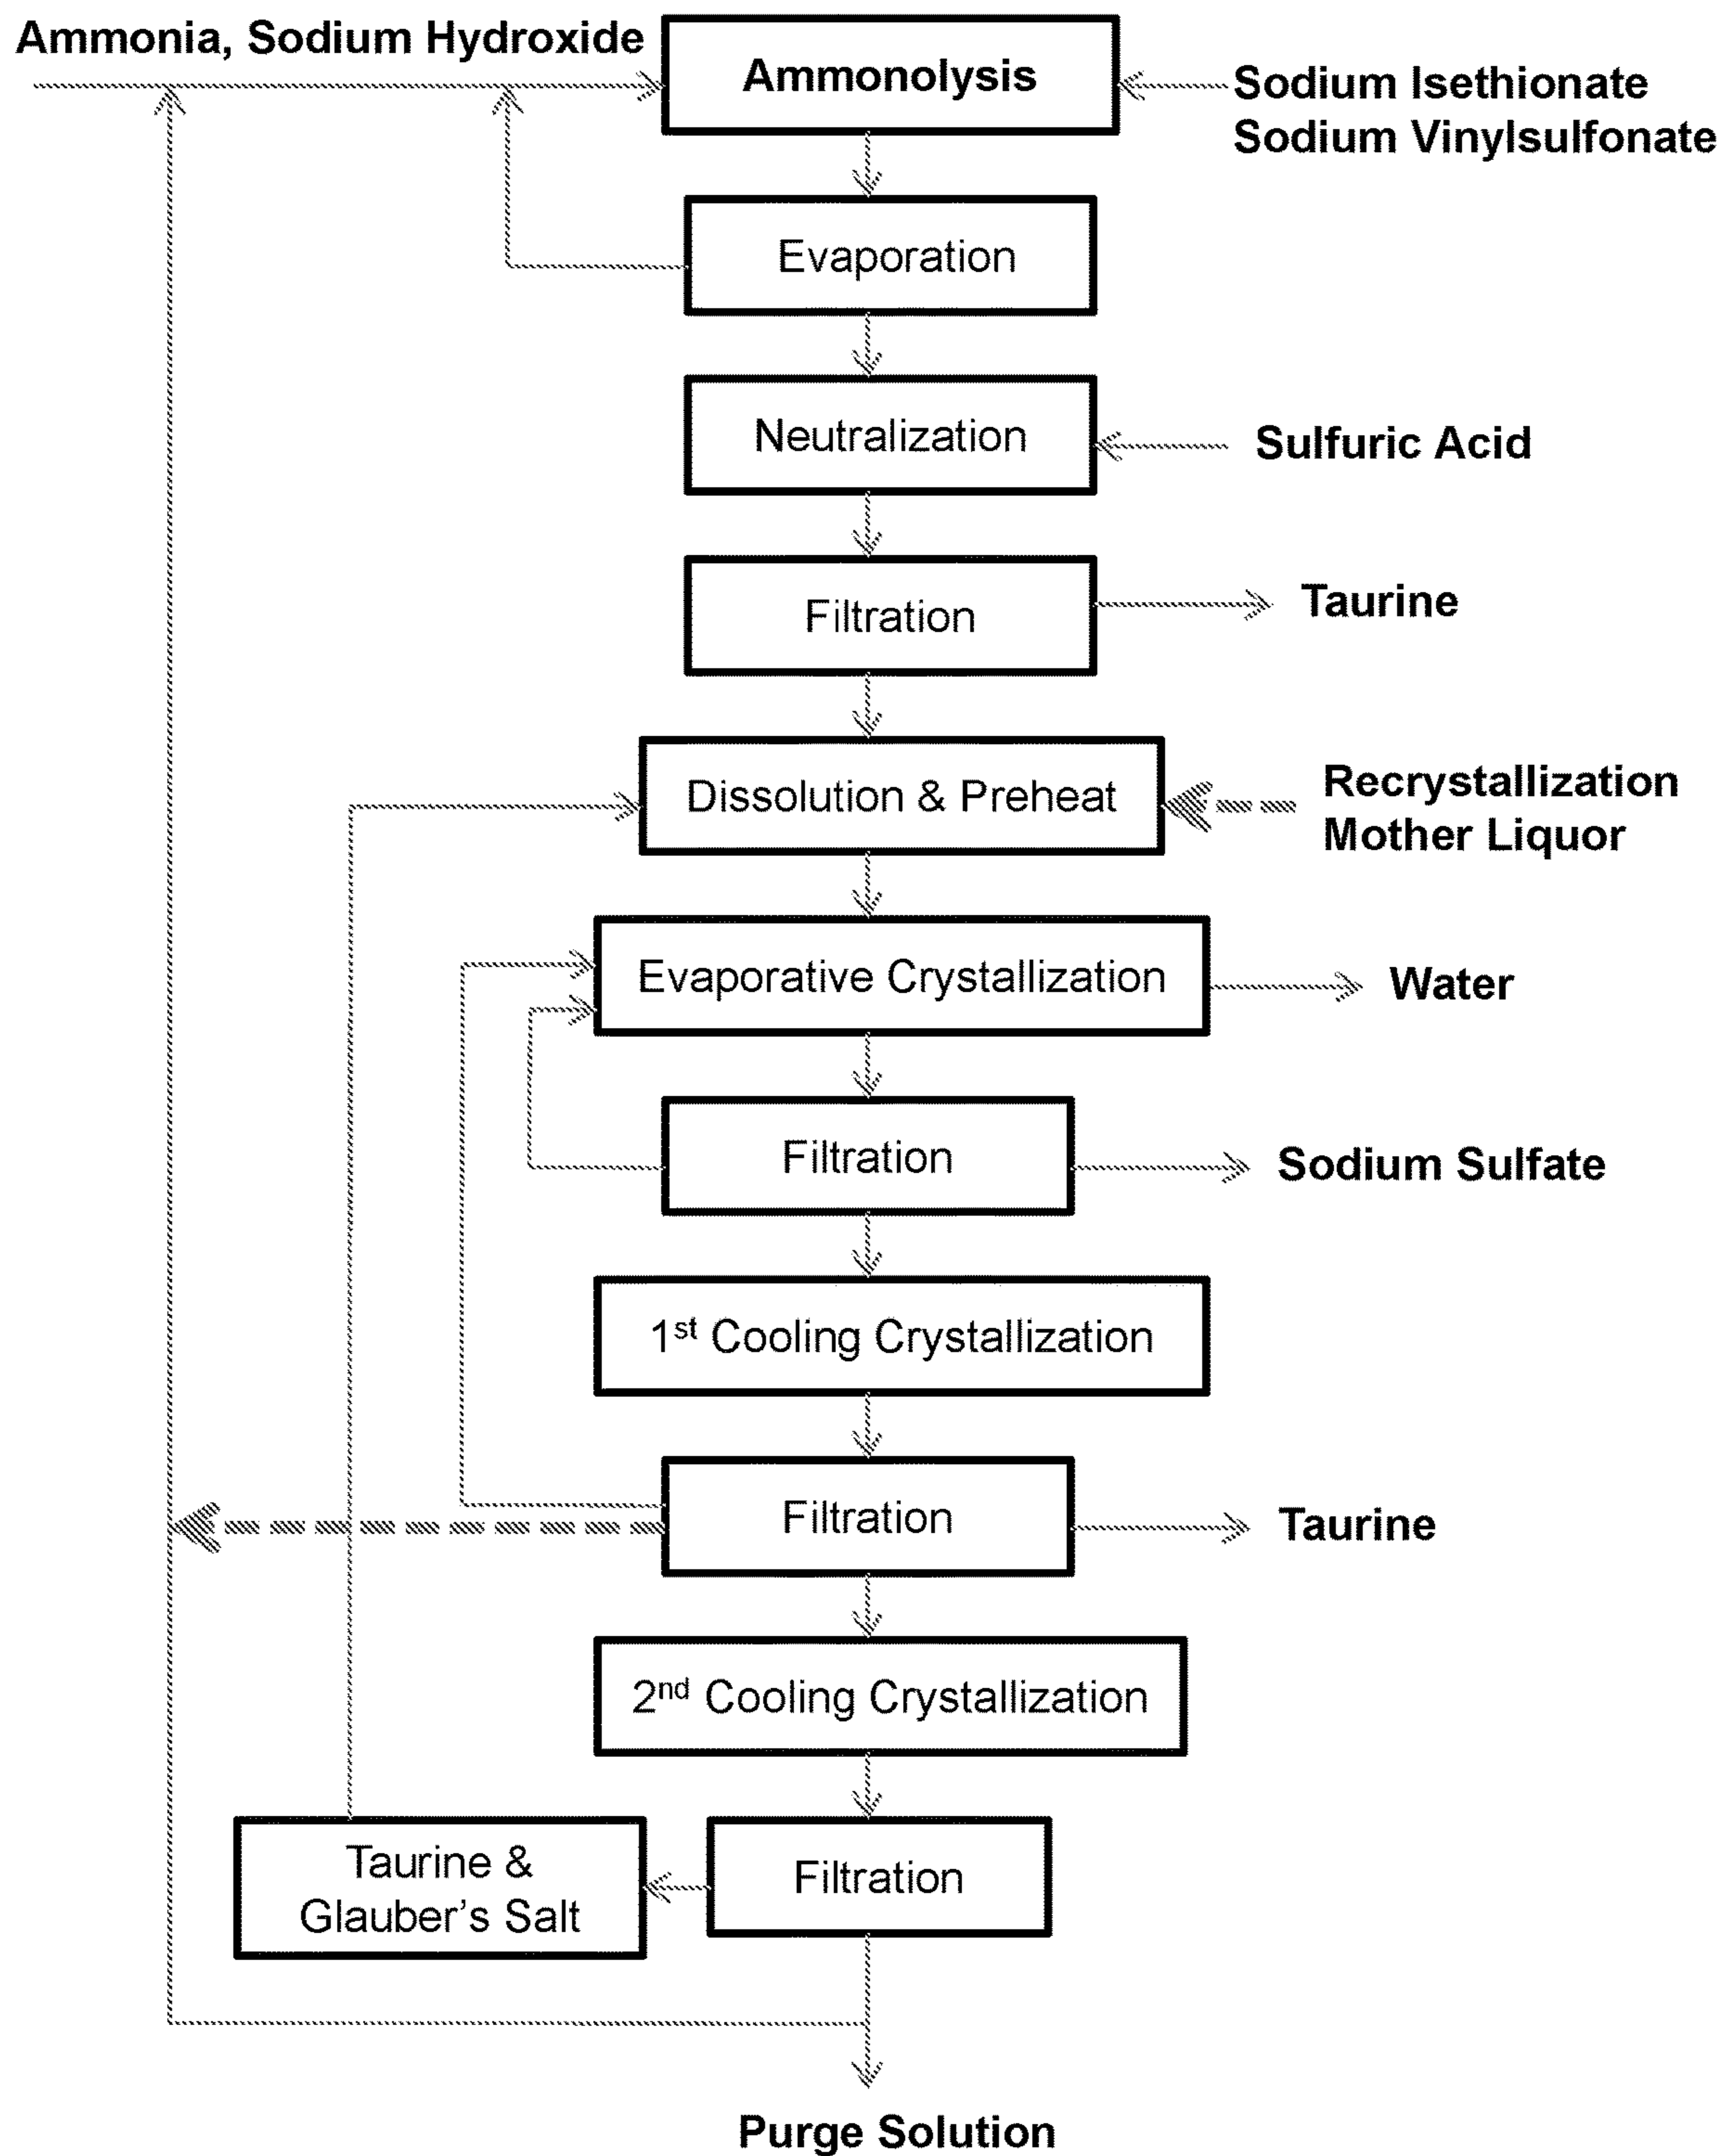 Ammonia, Sodium Hydroxide
Ammonolysis
Sodium Isethionate
Sodium Vinylsulfonate
Evaporation
Neutralization
Sulfuric Acid
Filtration
Taurine
Dissolution & Preheat
Recrystallization
Mother Liquor
Evaporative Crystallization
Water
Filtration
Sodium Sulfate
1st Cooling Crystallization
Filtration
Taurine
2nd Cooling Crystallization
Taurine &
Glauber's Salt
Filtration
Purge Solution